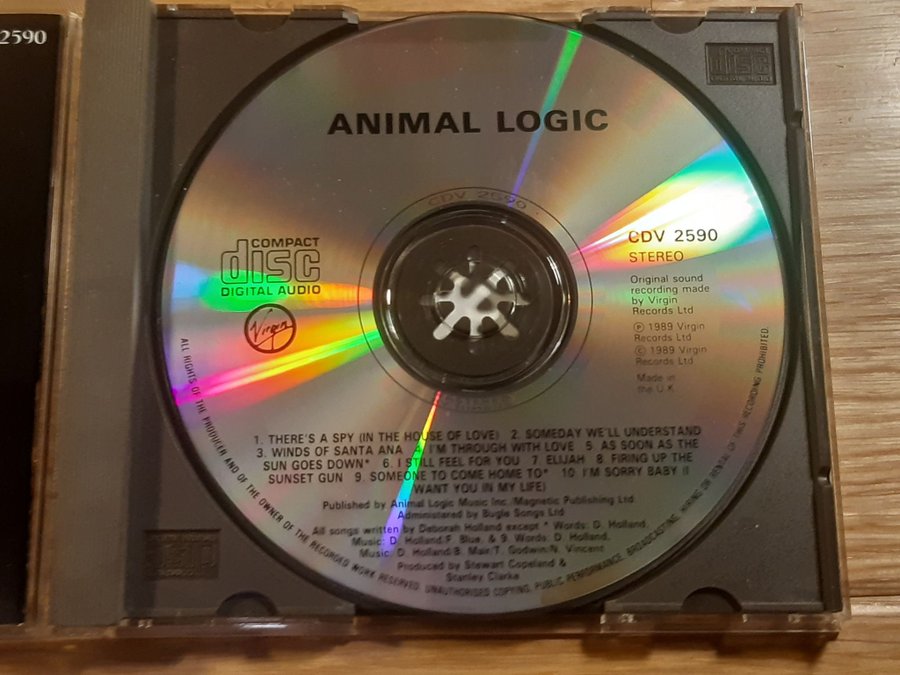 2590
COMPACT
disc
DIGITAL AUDIO
ANIMAL LOGIC
CDV 2590
COMPACT
disc
DIGITAL AUDIO
Virgin
CDV 2590
STEREO
Original sound
recording made
by Virgin
Records Ltd
℗ 1989 Virgin
Records Ltd
© 1989 Virgin
Records Ltd
Made in
the U.K.
1. THERE'S A SPY (IN THE HOUSE OF LOVE) 2. SOMEDAY WE'LL UNDERSTAND
3. WINDS OF SANTA ANA 4. I'M THROUGH WITH LOVE 5. AS SOON AS THE
SUN GOES DOWN* 6. I STILL FEEL FOR YOU 7. ELIJAH 8. FIRING UP THE
SUNSET GUN 9. SOMEONE TO COME HOME TO* 10. I'M SORRY BABY (I
WANT YOU IN MY LIFE)
Published by Animal Logic Music Inc./Magnetic Publishing Ltd
Administered by Bugle Songs Ltd
All songs written by Deborah Holland except * Words: D. Holland,
Music: D. Holland/F. Blue, & 9. Words: D. Holland,
Music: D. Holland/B. Mair/T. Godwin/N. Vincent
Produced by Stewart Copeland &
Stanley Clarke
ALL RIGHTS OF THE PRODUCER AND OF THE OWNER OF THE RECORDED WORK RESERVED. UNAUTHORISED COPYING, PUBLIC PERFORMANCE, BROADCASTING, HIRING OR RENTAL OF THIS RECORDING PROHIBITED.